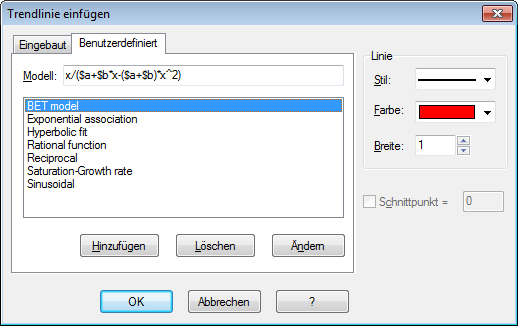 Trendlinie einfügen
Eingebaut Benutzerdefiniert
Modell: x/($a+$b*x-($a+$b)*x^2)
BET model
Exponential association
Hyperbolic fit
Rational function
Reciprocal
Saturation-Growth rate
Sinusoidal
Hinzufügen Löschen Ändern
Linie
Stil:
Farbe:
Breite: 1
Schnittpunkt = 0
OK Abbrechen ?